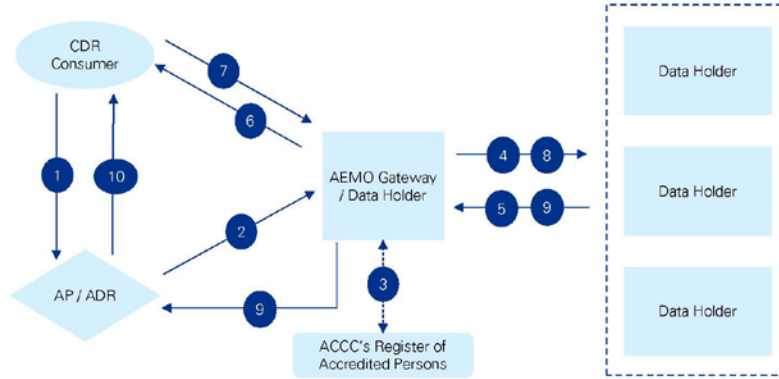 CDR
Consumer
7
6
1
10
2
9
AP / ADR
AEMO Gateway
/ Data Holder
3
ACCC's Register of
Accredited Persons
4
8
5
9
Data Holder
Data Holder
Data Holder